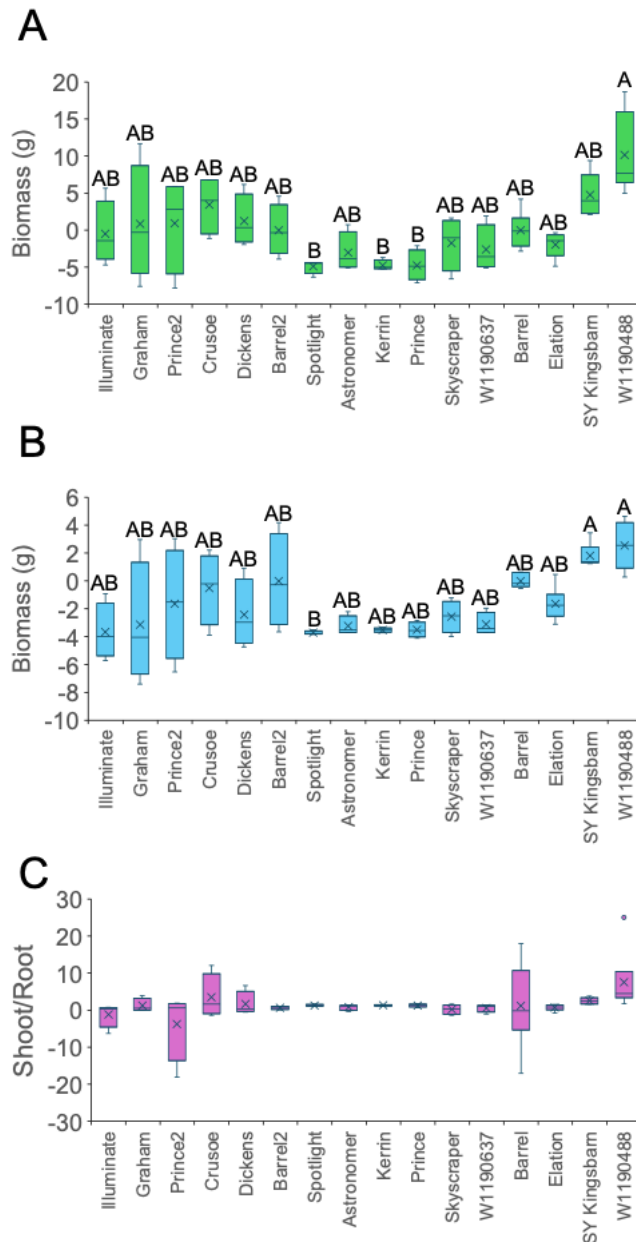 A
Biomass (g)
20
15
10
5
0
-5
-10
AB AB AB AB AB AB B AB B B AB AB AB AB AB A
Illuminate Graham Prince2 Crusoe Dickens Barrel2 Spotlight Astronomer Kerrin Prince Skyscraper W1190637 Barrel Elation SY Kingsbarn W1190488
B
Biomass (g)
6
4
2
0
-2
-4
-6
-8
-10
AB AB AB AB AB AB B AB AB AB AB AB AB AB A A
Illuminate Graham Prince2 Crusoe Dickens Barrel2 Spotlight Astronomer Kerrin Prince Skyscraper W1190637 Barrel Elation SY Kingsbarn W1190488
C
Shoot/Root
30
20
10
0
-10
-20
-30
Illuminate Graham Prince2 Crusoe Dickens Barrel2 Spotlight Astronomer Kerrin Prince Skyscraper W1190637 Barrel Elation SY Kingsbarn W1190488